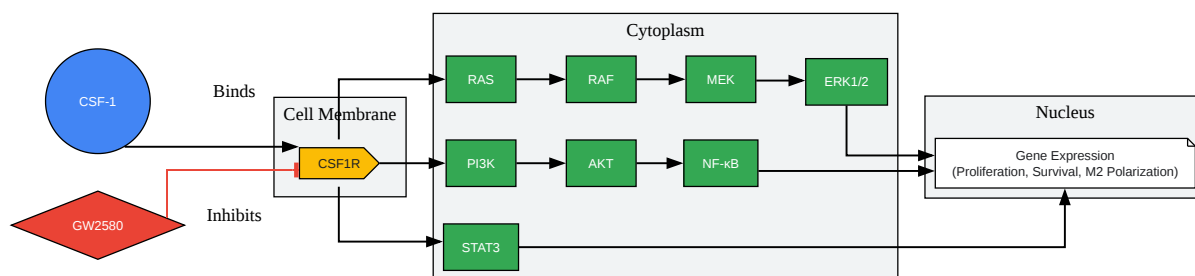 Cytoplasm
RAS
RAF
MEK
ERK1/2
CSF-1
Binds
Cell Membrane
Nucleus
CSF1R
PI3K
AKT
NF-κB
Gene Expression
(Proliferation, Survival, M2 Polarization)
Inhibits
GW2580
STAT3